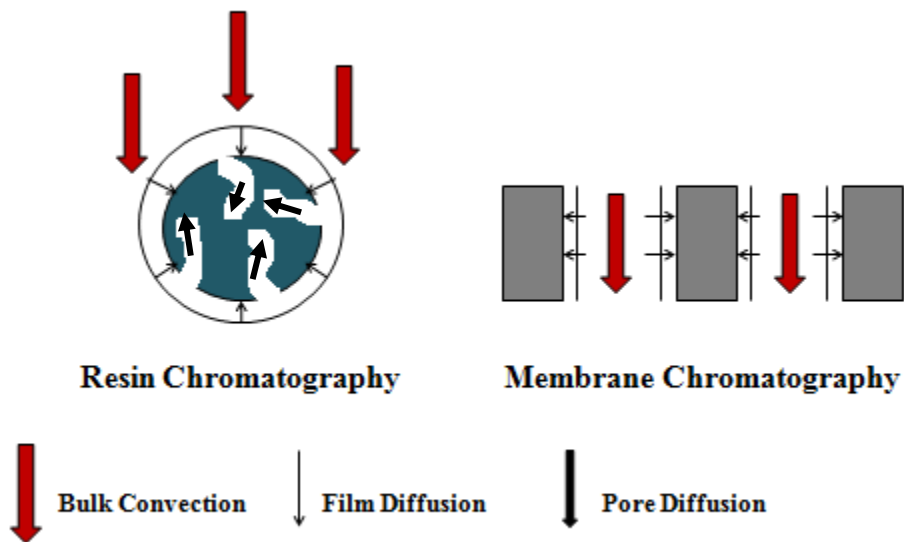 Resin Chromatography
Membrane Chromatography
Bulk Convection
Film Diffusion
Pore Diffusion